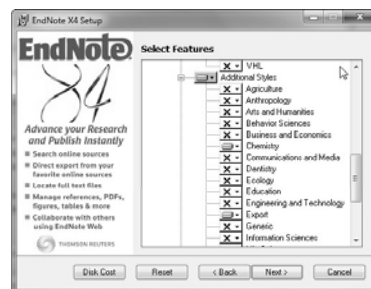 EndNote X4 Setup
EndNote
X4
Advance your Research
and Publish Instantly
Search online sources
Direct export from your
favorite online sources
Locate full text files
Manage references, PDFs,
figures, tables & more
Collaborate with others
using EndNote Web
THOMSON REUTERS
Select Features
VHL
Additional Styles
Agriculture
Anthropology
Arts and Humanities
Behavior Sciences
Business and Economics
Chemistry
Communications and Media
Dentistry
Ecology
Education
Engineering and Technology
Export
Generic
Information Sciences
Disk Cost
Reset
< Back
Next >
Cancel